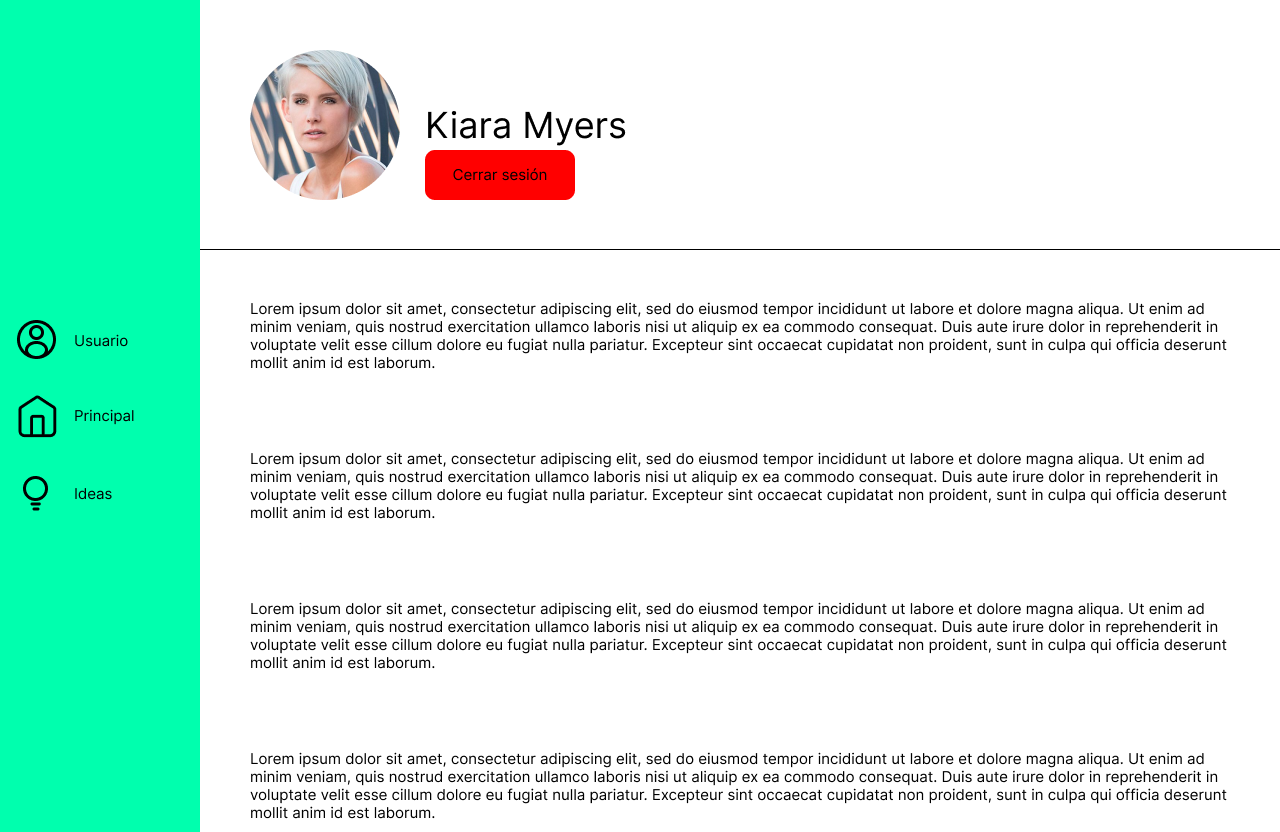 Kiara Myers
Cerrar sesión
Usuario
Principal
Ideas
Lorem ipsum dolor sit amet, consectetur adipiscing elit, sed do eiusmod tempor incididunt ut labore et dolore magna aliqua. Ut enim ad
minim veniam, quis nostrud exercitation ullamco laboris nisi ut aliquip ex ea commodo consequat. Duis aute irure dolor in reprehenderit in
voluptate velit esse cillum dolore eu fugiat nulla pariatur. Excepteur sint occaecat cupidatat non proident, sunt in culpa qui officia deserunt
mollit anim id est laborum.
Lorem ipsum dolor sit amet, consectetur adipiscing elit, sed do eiusmod tempor incididunt ut labore et dolore magna aliqua. Ut enim ad
minim veniam, quis nostrud exercitation ullamco laboris nisi ut aliquip ex ea commodo consequat. Duis aute irure dolor in reprehenderit in
voluptate velit esse cillum dolore eu fugiat nulla pariatur. Excepteur sint occaecat cupidatat non proident, sunt in culpa qui officia deserunt
mollit anim id est laborum.
Lorem ipsum dolor sit amet, consectetur adipiscing elit, sed do eiusmod tempor incididunt ut labore et dolore magna aliqua. Ut enim ad
minim veniam, quis nostrud exercitation ullamco laboris nisi ut aliquip ex ea commodo consequat. Duis aute irure dolor in reprehenderit in
voluptate velit esse cillum dolore eu fugiat nulla pariatur. Excepteur sint occaecat cupidatat non proident, sunt in culpa qui officia deserunt
mollit anim id est laborum.
Lorem ipsum dolor sit amet, consectetur adipiscing elit, sed do eiusmod tempor incididunt ut labore et dolore magna aliqua. Ut enim ad
minim veniam, quis nostrud exercitation ullamco laboris nisi ut aliquip ex ea commodo consequat. Duis aute irure dolor in reprehenderit in
voluptate velit esse cillum dolore eu fugiat nulla pariatur. Excepteur sint occaecat cupidatat non proident, sunt in culpa qui officia deserunt
mollit anim id est laborum.